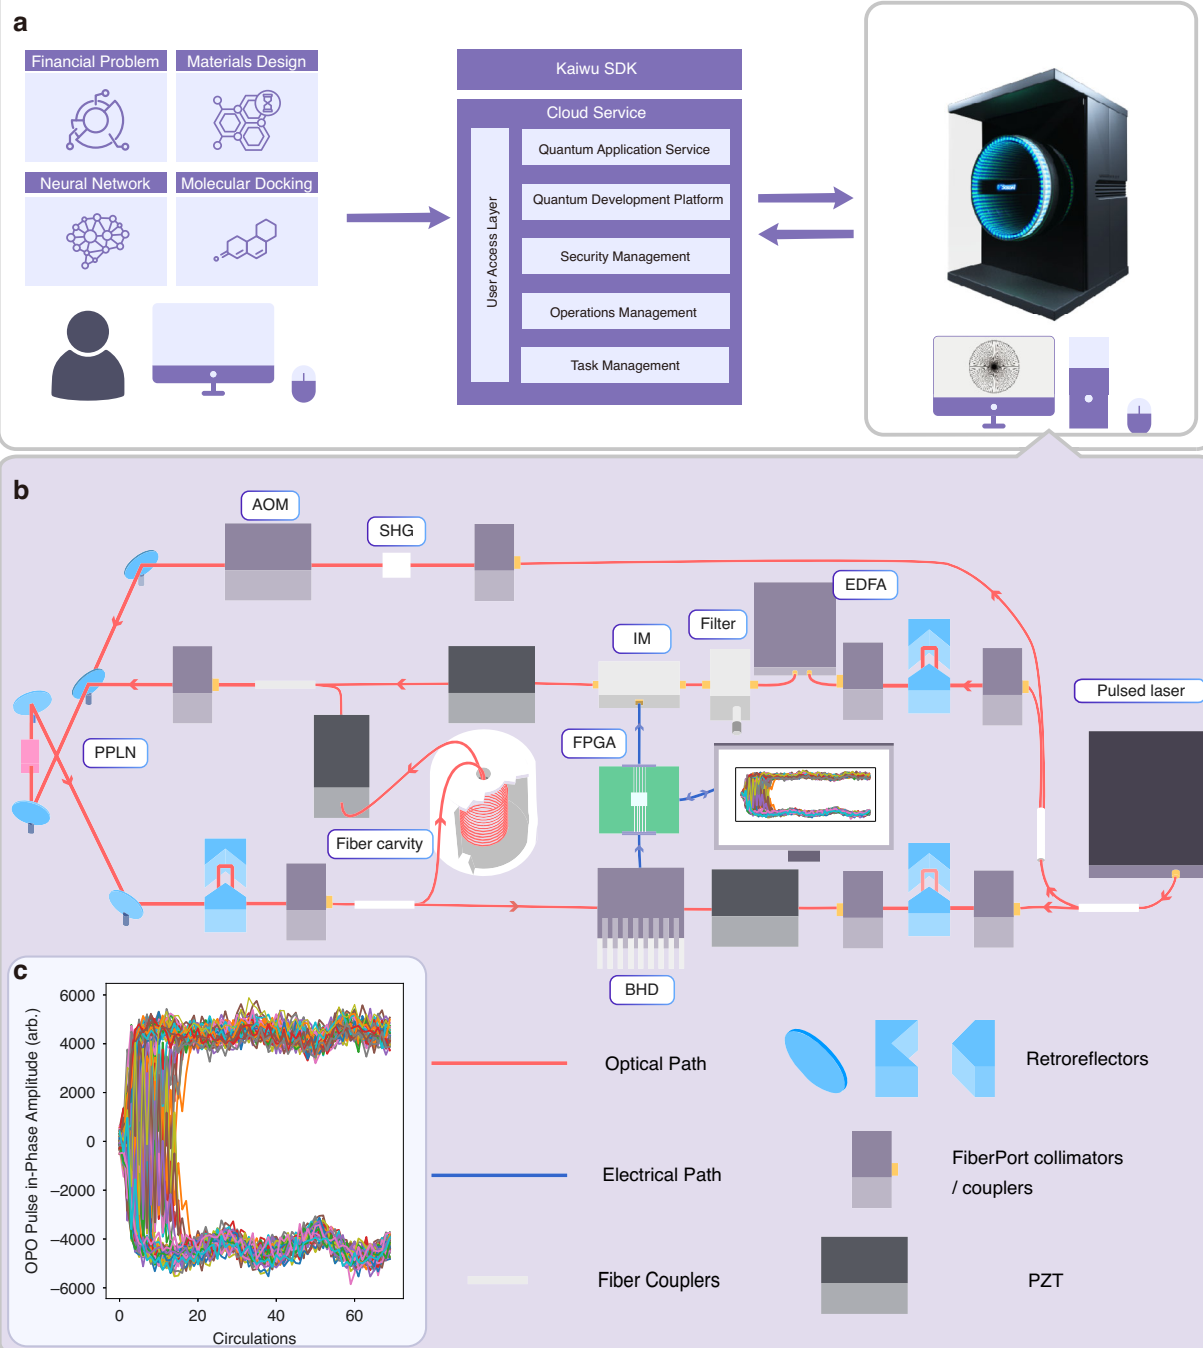 a
Financial Problem
Materials Design
Neural Network
Molecular Docking
Kaiwu SDK
Cloud Service
User Access Layer
Quantum Application Service
Quantum Development Platform
Security Management
Operations Management
Task Management
b
AOM
SHG
EDFA
Filter
IM
Pulsed laser
FPGA
PPLN
Fiber carvity
BHD
c
OPO Pulse in-Phase Amplitude (arb.)
6000
4000
2000
0
−2000
−4000
−6000
0
20
40
60
Circulations
Optical Path
Retroreflectors
Electrical Path
FiberPort collimators
/ couplers
Fiber Couplers
PZT